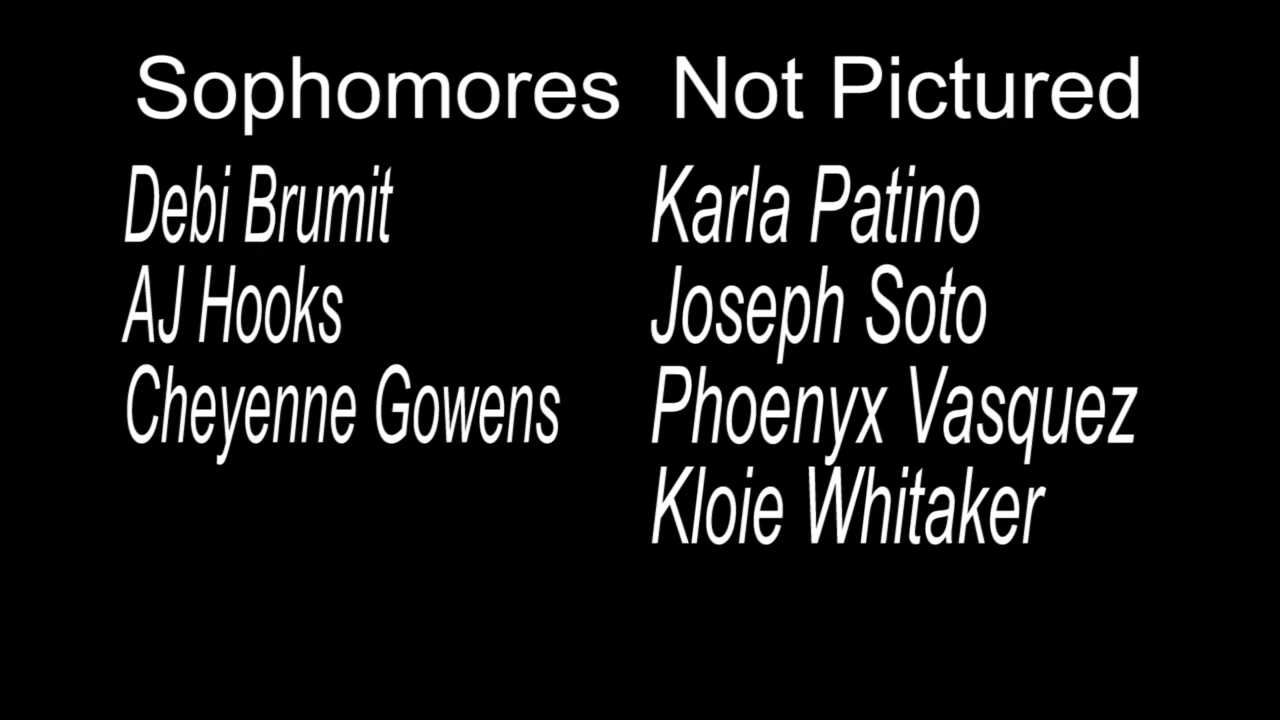 Sophomores Not Pictured
Debi Brumit
AJ Hooks
Cheyenne Gowens
Karla Patino
Joseph Soto
Phoenyx Vasquez
Kloie Whitaker